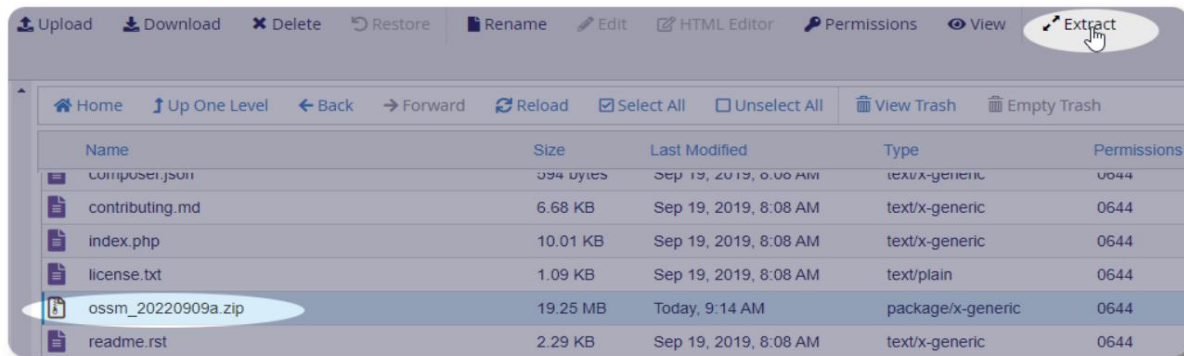 Upload Download Delete Restore Rename Edit HTML Editor Permissions View Extract
Home Up One Level Back Forward Reload Select All Unselect All View Trash Empty Trash
Name Size Last Modified Type Permissions
composer.json 594 bytes Sep 19, 2019, 8:08 AM text/x-generic 0644
contributing.md 6.68 KB Sep 19, 2019, 8:08 AM text/x-generic 0644
index.php 10.01 KB Sep 19, 2019, 8:08 AM text/x-generic 0644
license.txt 1.09 KB Sep 19, 2019, 8:08 AM text/plain 0644
ossm_20220909a.zip 19.25 MB Today, 9:14 AM package/x-generic 0644
readme.rst 2.29 KB Sep 19, 2019, 8:08 AM text/x-generic 0644